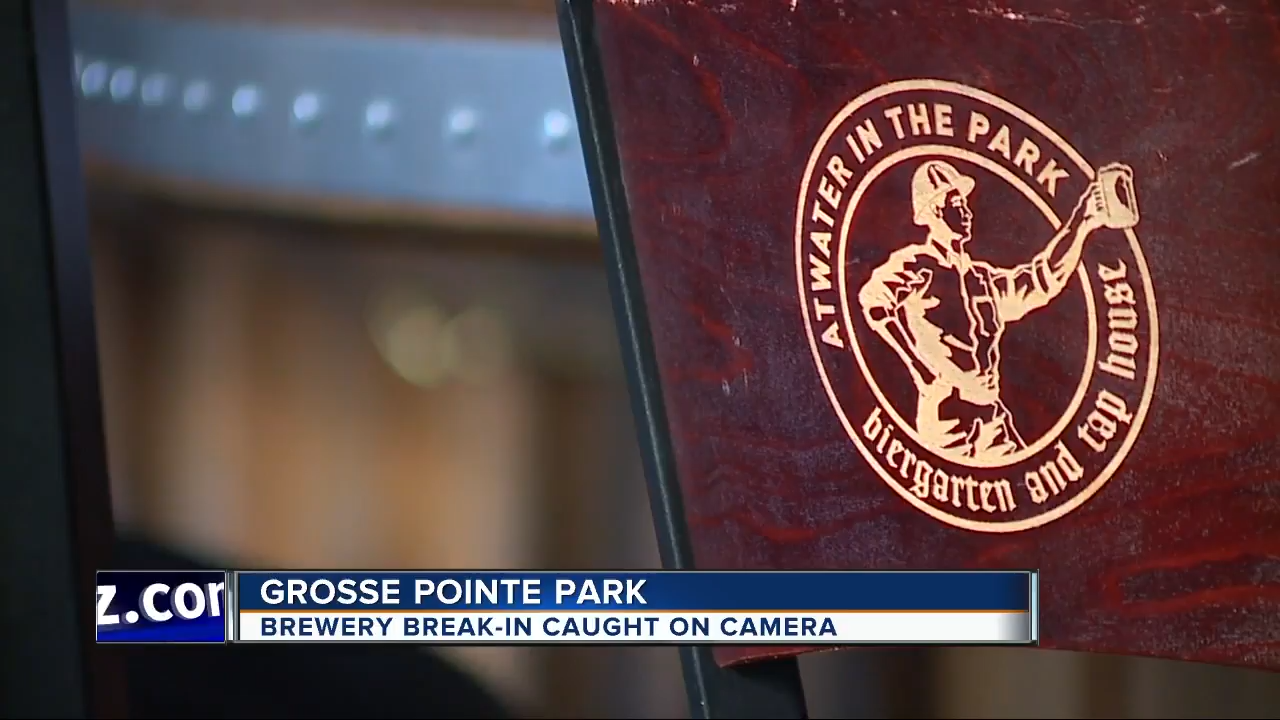 ATWATER IN THE PARK
biergarten and tap house
z.com
GROSSE POINTE PARK
BREWERY BREAK-IN CAUGHT ON CAMERA